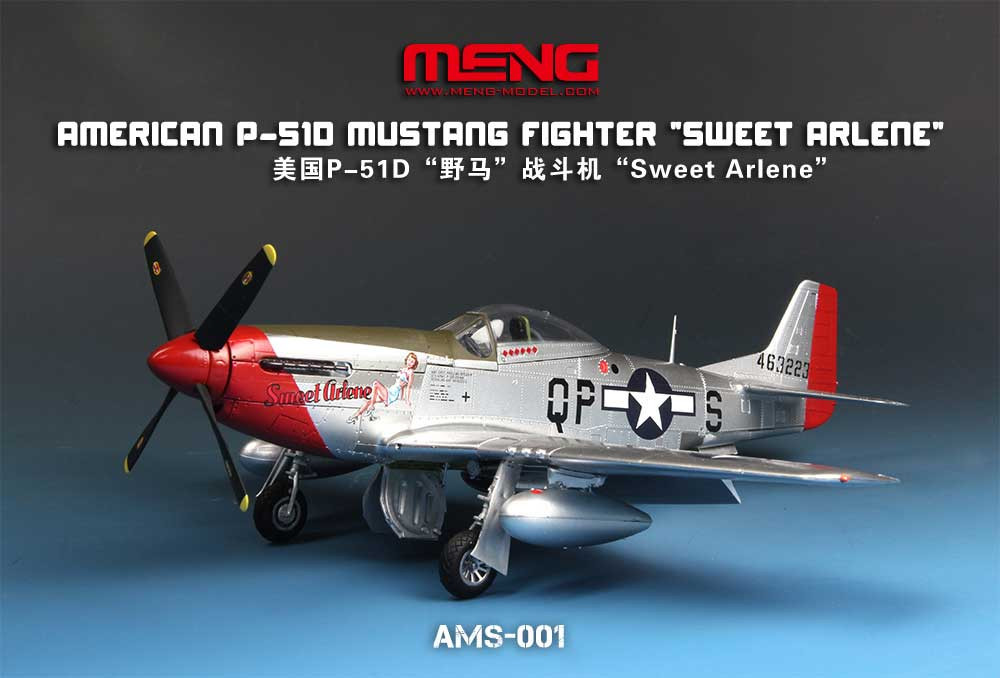 MENG
WWW.MENG-MODEL.COM
AMERICAN P-51D MUSTANG FIGHTER "SWEET ARLENE"
美国P-51D“野马”战斗机“Sweet Arlene”
463223
Sweet Arlene
QP S
AMS-001